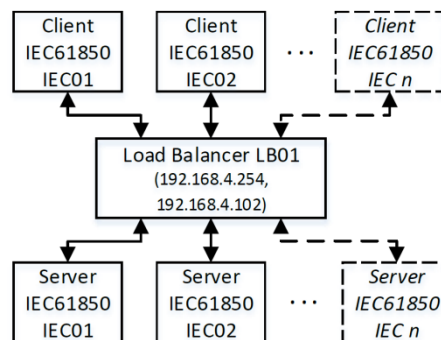 Client
IEC61850
IEC01
Client
IEC61850
IEC02
...
Client
IEC61850
IEC n
Load Balancer LB01
(192.168.4.254,
192.168.4.102)
Server
IEC61850
IEC01
Server
IEC61850
IEC02
...
Server
IEC61850
IEC n